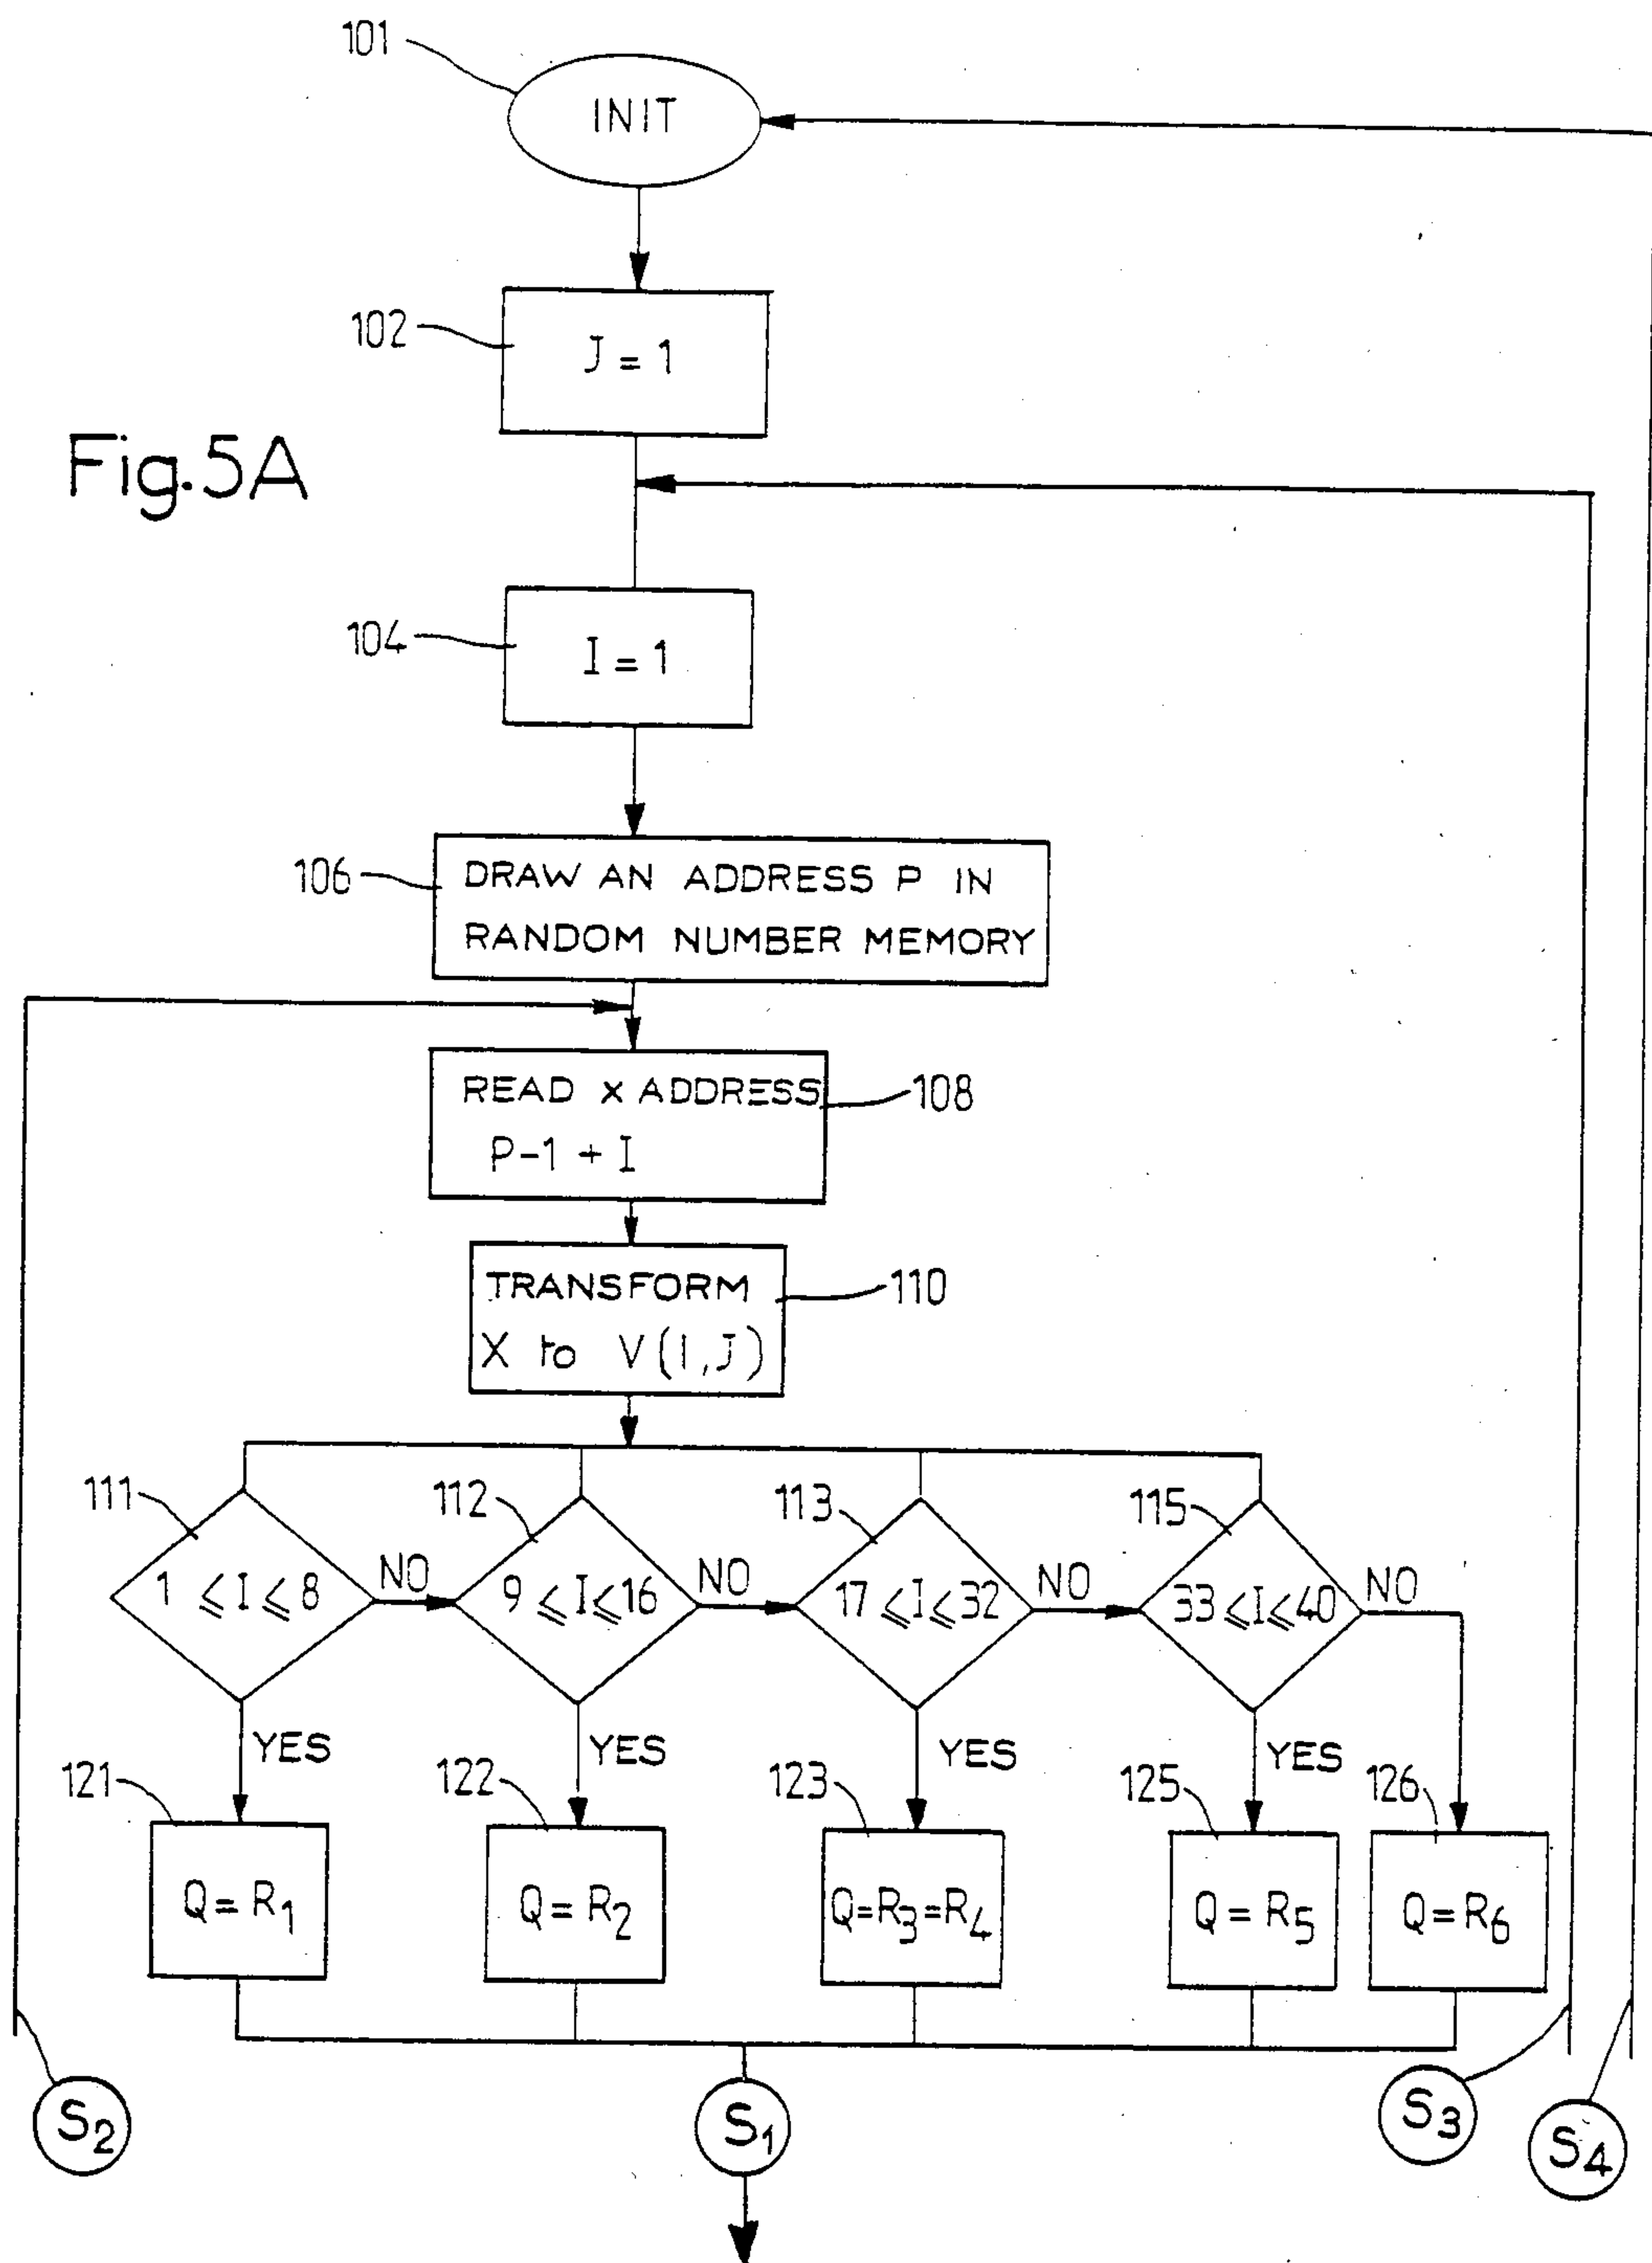 101
INIT
102
J = 1
Fig.5A
104
I = 1
106
DRAW AN ADDRESS P IN
RANDOM NUMBER MEMORY
READ X ADDRESS
P-1 + I
108
TRANSFORM
X to V(I,J)
110
111
112
113
115
1 ≤ I ≤ 8
NO
9 ≤ I ≤ 16
NO
17 ≤ I ≤ 32
NO
33 ≤ I ≤ 40
NO
YES
YES
YES
YES
121
122
123
125
126
Q = R1
Q = R2
Q=R3=R4
Q = R5
Q=R6
S2
S1
S3
S4